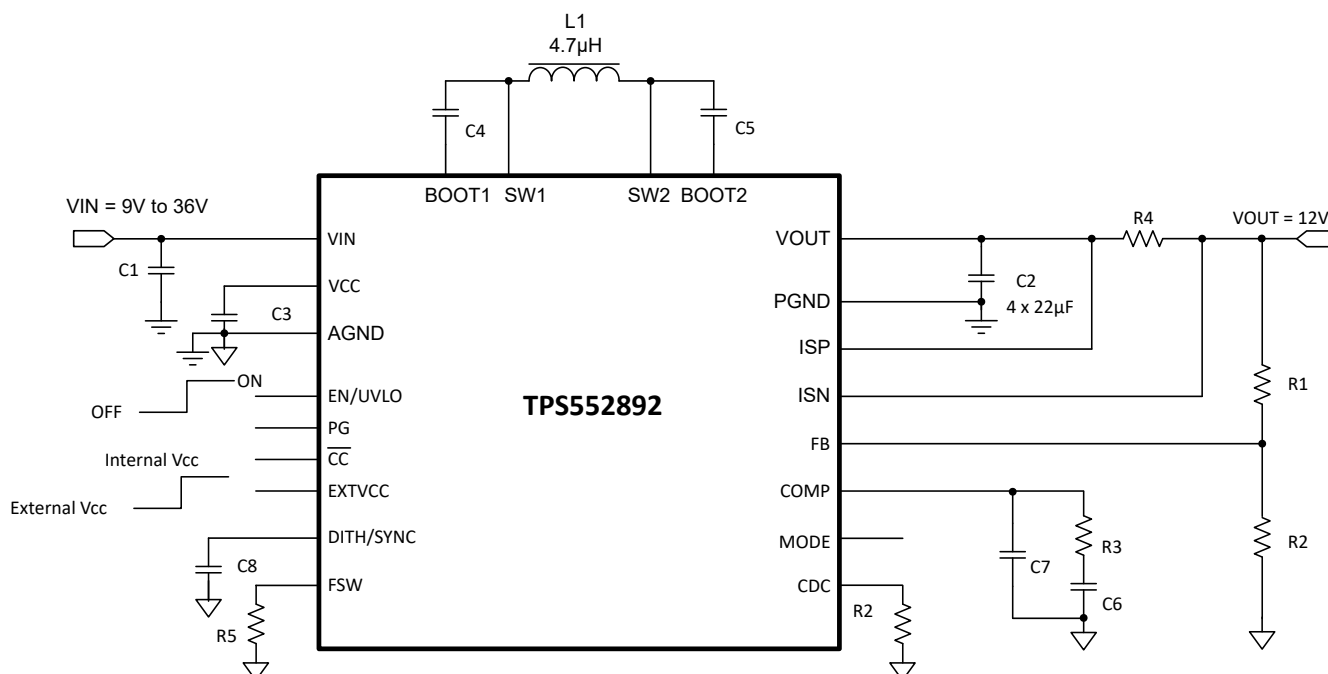 L1
4.7µH
C4
C5
BOOT1 SW1 SW2 BOOT2
VIN = 9V to 36V
C1
VIN
VCC
C3
AGND
ON
OFF
EN/UVLO
PG
Internal Vcc
CC
External Vcc
EXTVCC
DITH/SYNC
C8
FSW
R5
TPS552892
VOUT
R4
VOUT = 12V
C2
4 x 22µF
PGND
ISP
ISN
R1
FB
COMP
MODE
C7
R3
C6
R2
CDC
R2